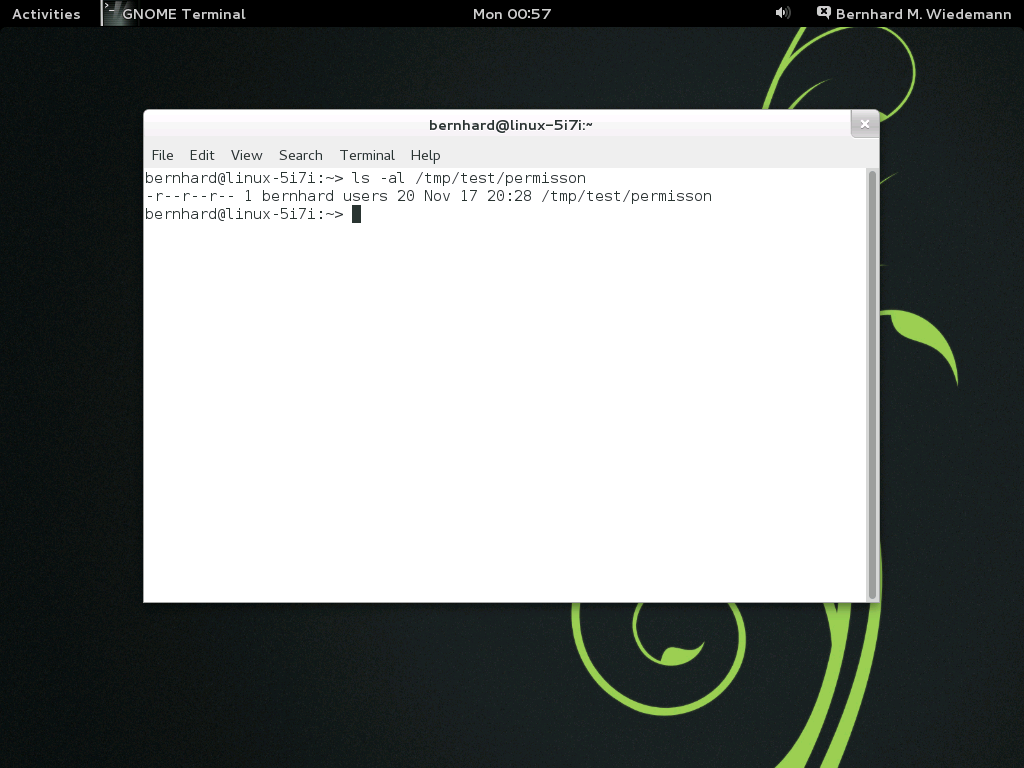 Activities GNOME Terminal Mon 00:57 Bernhard M. Wiedemann
bernhard@linux-5i7i:~
File Edit View Search Terminal Help
bernhard@linux-5i7i:~> ls -al /tmp/test/permisson
-r--r--r-- 1 bernhard users 20 Nov 17 20:28 /tmp/test/permisson
bernhard@linux-5i7i:~>